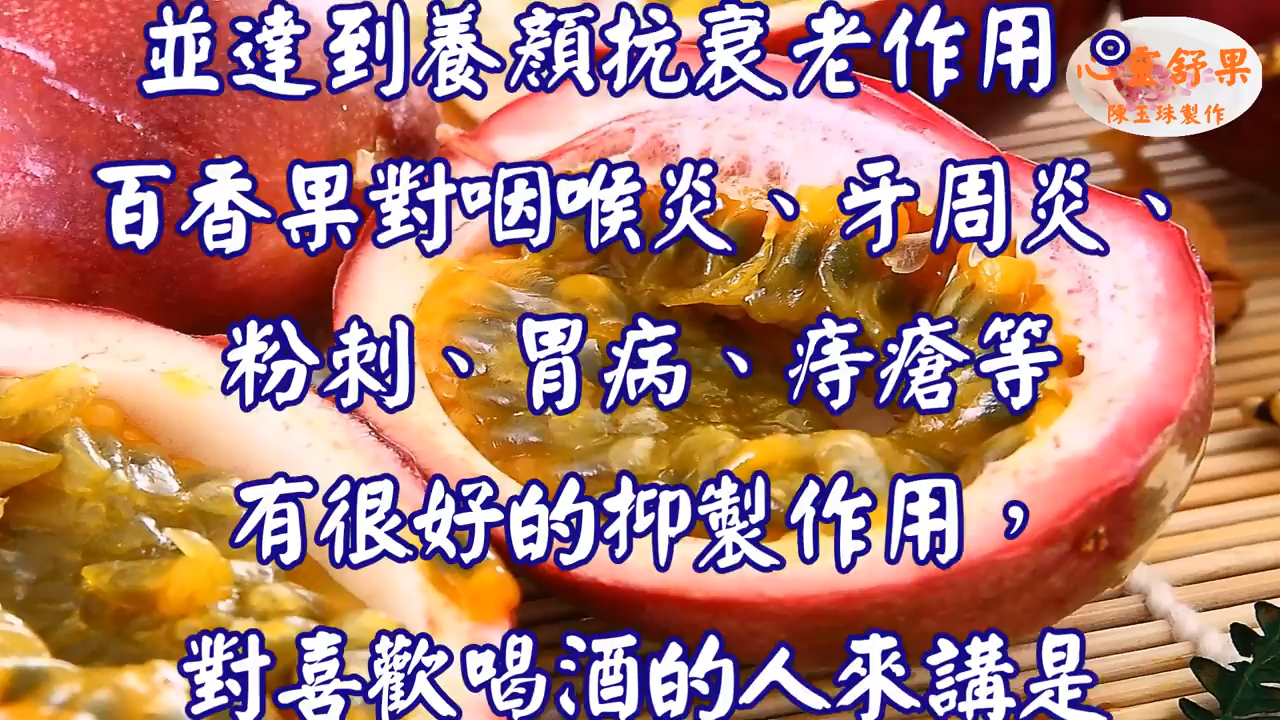 並達到養顏抗衰老作用
心靈舒果
陳玉珠製作
百香果對咽喉炎、牙周炎、
粉刺、胃病、痔瘡等
有很好的抑製作用，
對喜歡喝酒的人來講是